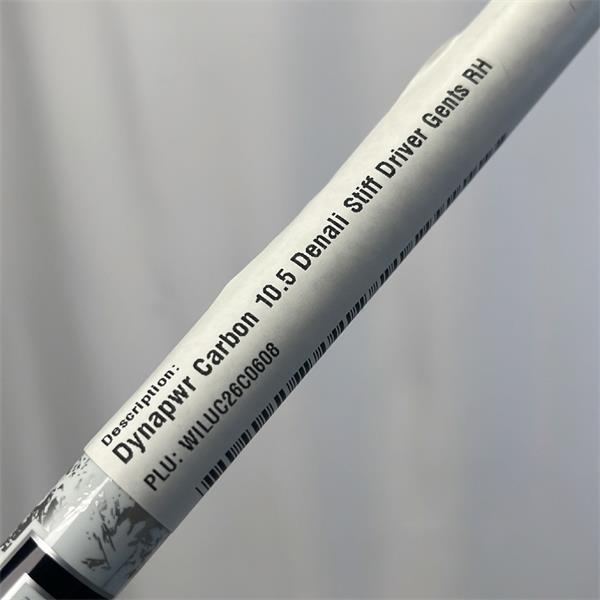 Description:
Dynapwr Carbon 10.5 Denali Stiff Driver Gents RH
PLU: WILUC26C0608